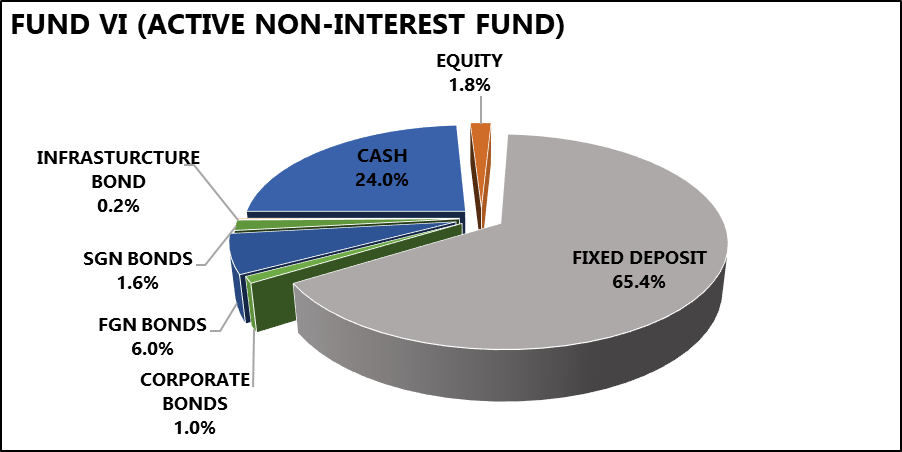 FUND VI (ACTIVE NON-INTEREST FUND)
EQUITY
1.8%
CASH
24.0%
INFRASTURCTURE
BOND
0.2%
SGN BONDS
1.6%
FIXED DEPOSIT
65.4%
FGN BONDS
6.0%
CORPORATE
BONDS
1.0%